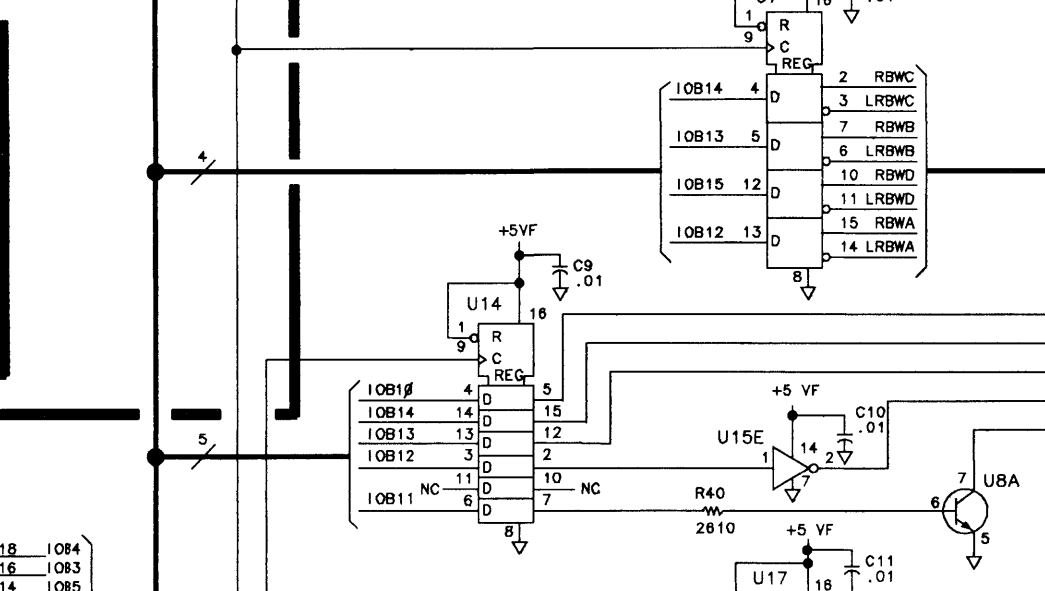 16
1 R
9 C
REG
IOB14 4 D 2 RBWC
3 LRBWC
IOB13 5 D 7 RBWB
6 LRBWB
IOB15 12 D 10 RBWD
11 LRBWD
IOB12 13 D 15 RBWA
14 LRBWA
8
4
+5VF
C9
.01
U14
16
1 R
9 C
REG
IOB10 4 D 5
IOB14 14 D 15
IOB13 13 D 12
IOB12 3 D 2
NC 11 D 10 NC
IOB11 6 D 7
8
5
+5 VF
C10
.01
U15E
14
1 2
7
R40
2610
7 U8A
6
5
+5 VF
C11
.01
U17
16
18 IOB4
16 IOB3
14 IOB5